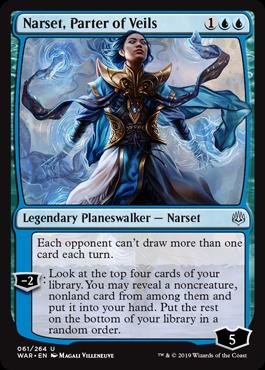 Narset, Parter of Veils 1
Legendary Planeswalker — Narset
Each opponent can't draw more than one
card each turn.
-2: Look at the top four cards of your
library. You may reveal a noncreature,
nonland card from among them and
put it into your hand. Put the rest
on the bottom of your library in a
random order.
5
061/264 U
WAR • EN MAGALI VILLENEUVE
™ & © 2019 Wizards of the Coast